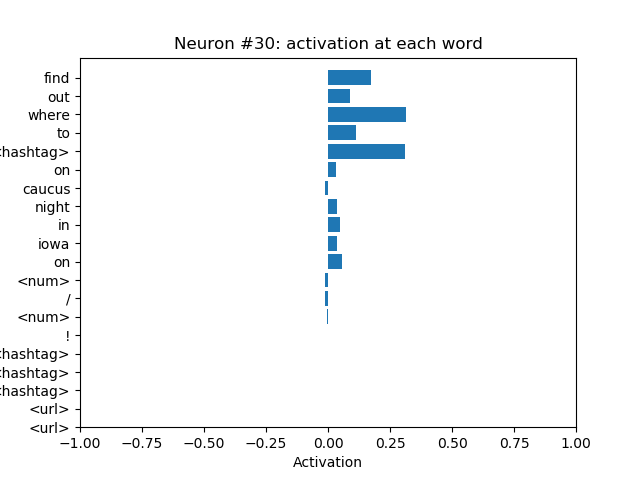 Neuron #30: activation at each word
find
out
where
to
hashtag>
on
caucus
night
in
iowa
on
<num>
/
<num>
!
hashtag>
hashtag>
hashtag>
<url>
<url>
−1.00 −0.75 −0.50 −0.25 0.00 0.25 0.50 0.75 1.00
Activation